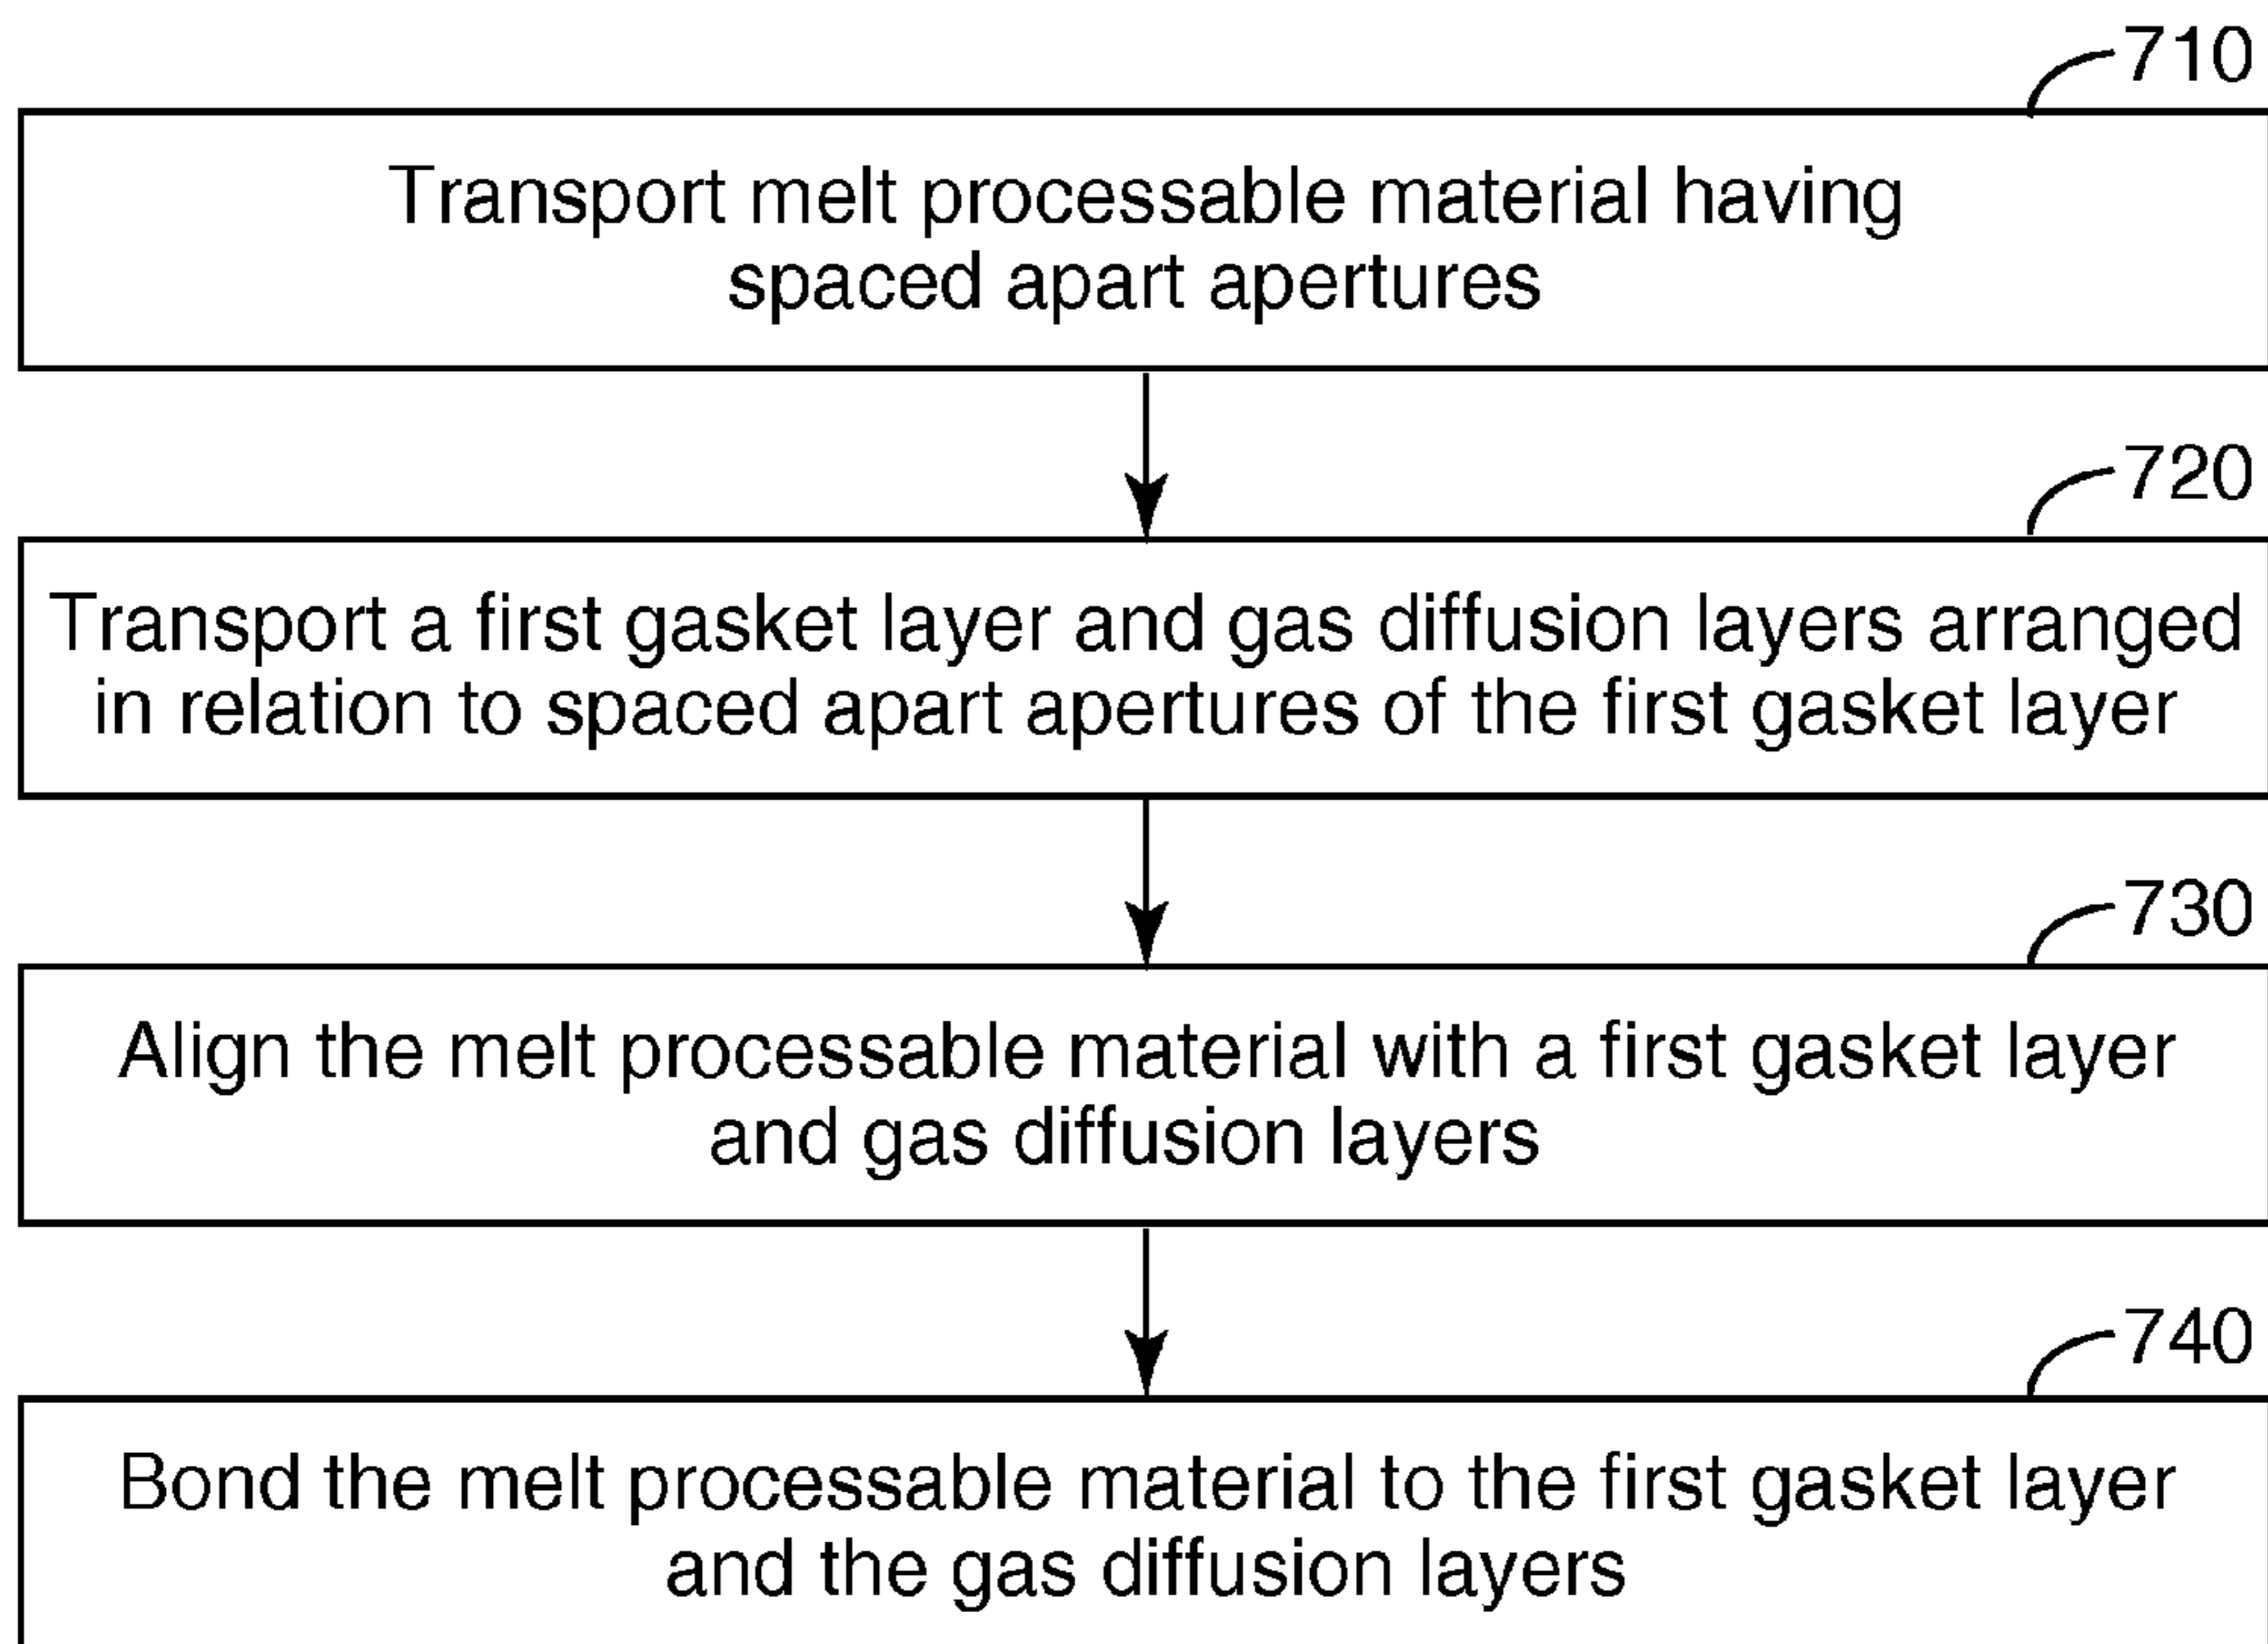 710
Transport melt processable material having
spaced apart apertures
720
Transport a first gasket layer and gas diffusion layers arranged
in relation to spaced apart apertures of the first gasket layer
730
Align the melt processable material with a first gasket layer
and gas diffusion layers
740
Bond the melt processable material to the first gasket layer
and the gas diffusion layers